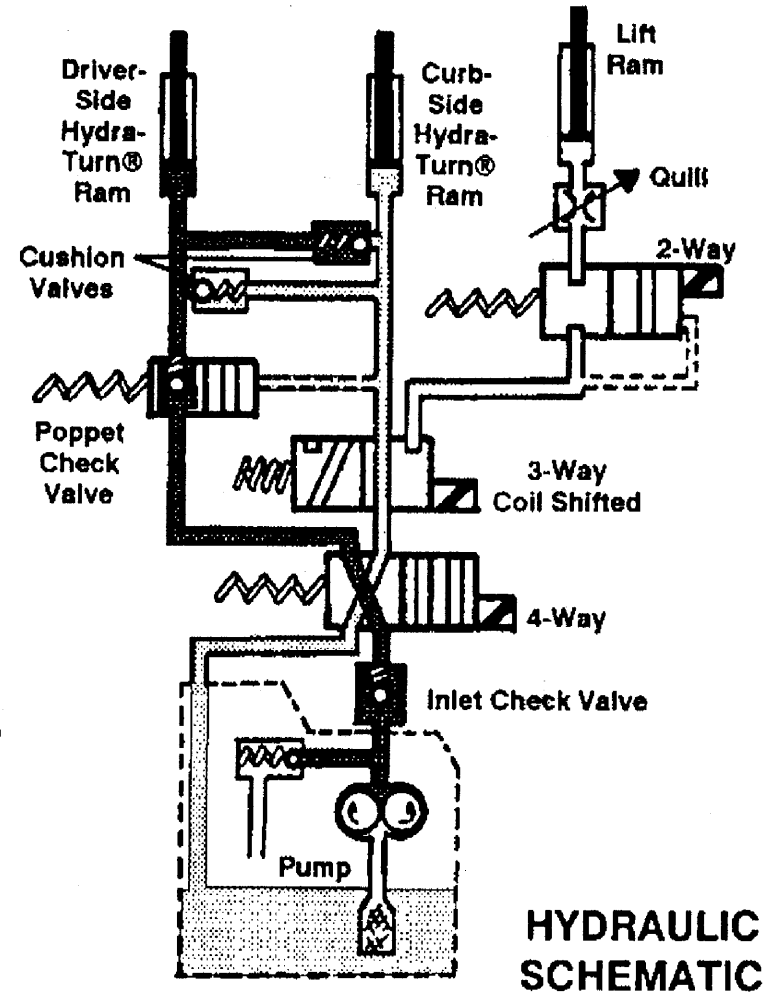 Driver-
Side
Hydra-
Turn®
Ram
Curb-
Side
Hydra-
Turn®
Ram
Lift
Ram
Quill
2-Way
Cushion
Valves
Poppet
Check
Valve
3-Way
Coil Shifted
4-Way
Inlet Check Valve
Pump
HYDRAULIC
SCHEMATIC